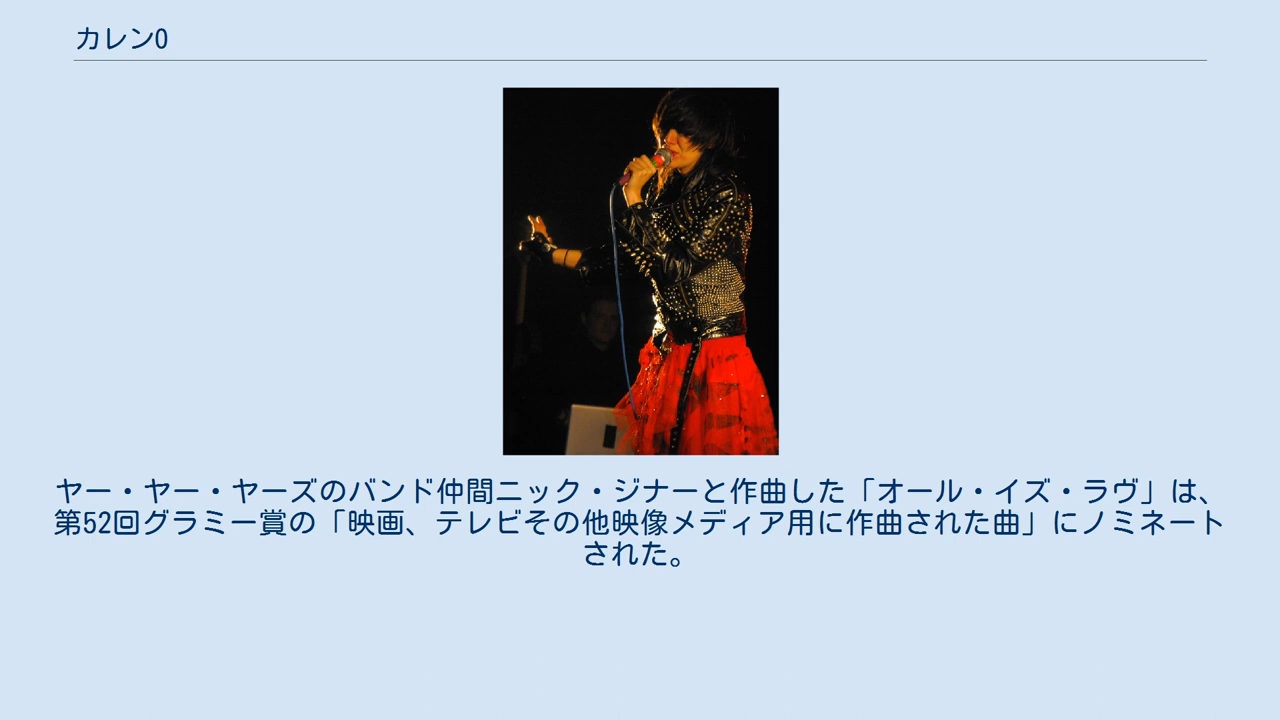 カレンO
ヤー・ヤー・ヤーズのバンド仲間ニック・ジナーと作曲した「オール・イズ・ラヴ」は、
第52回グラミー賞の「映画、テレビその他映像メディア用に作曲された曲」にノミネート
された。